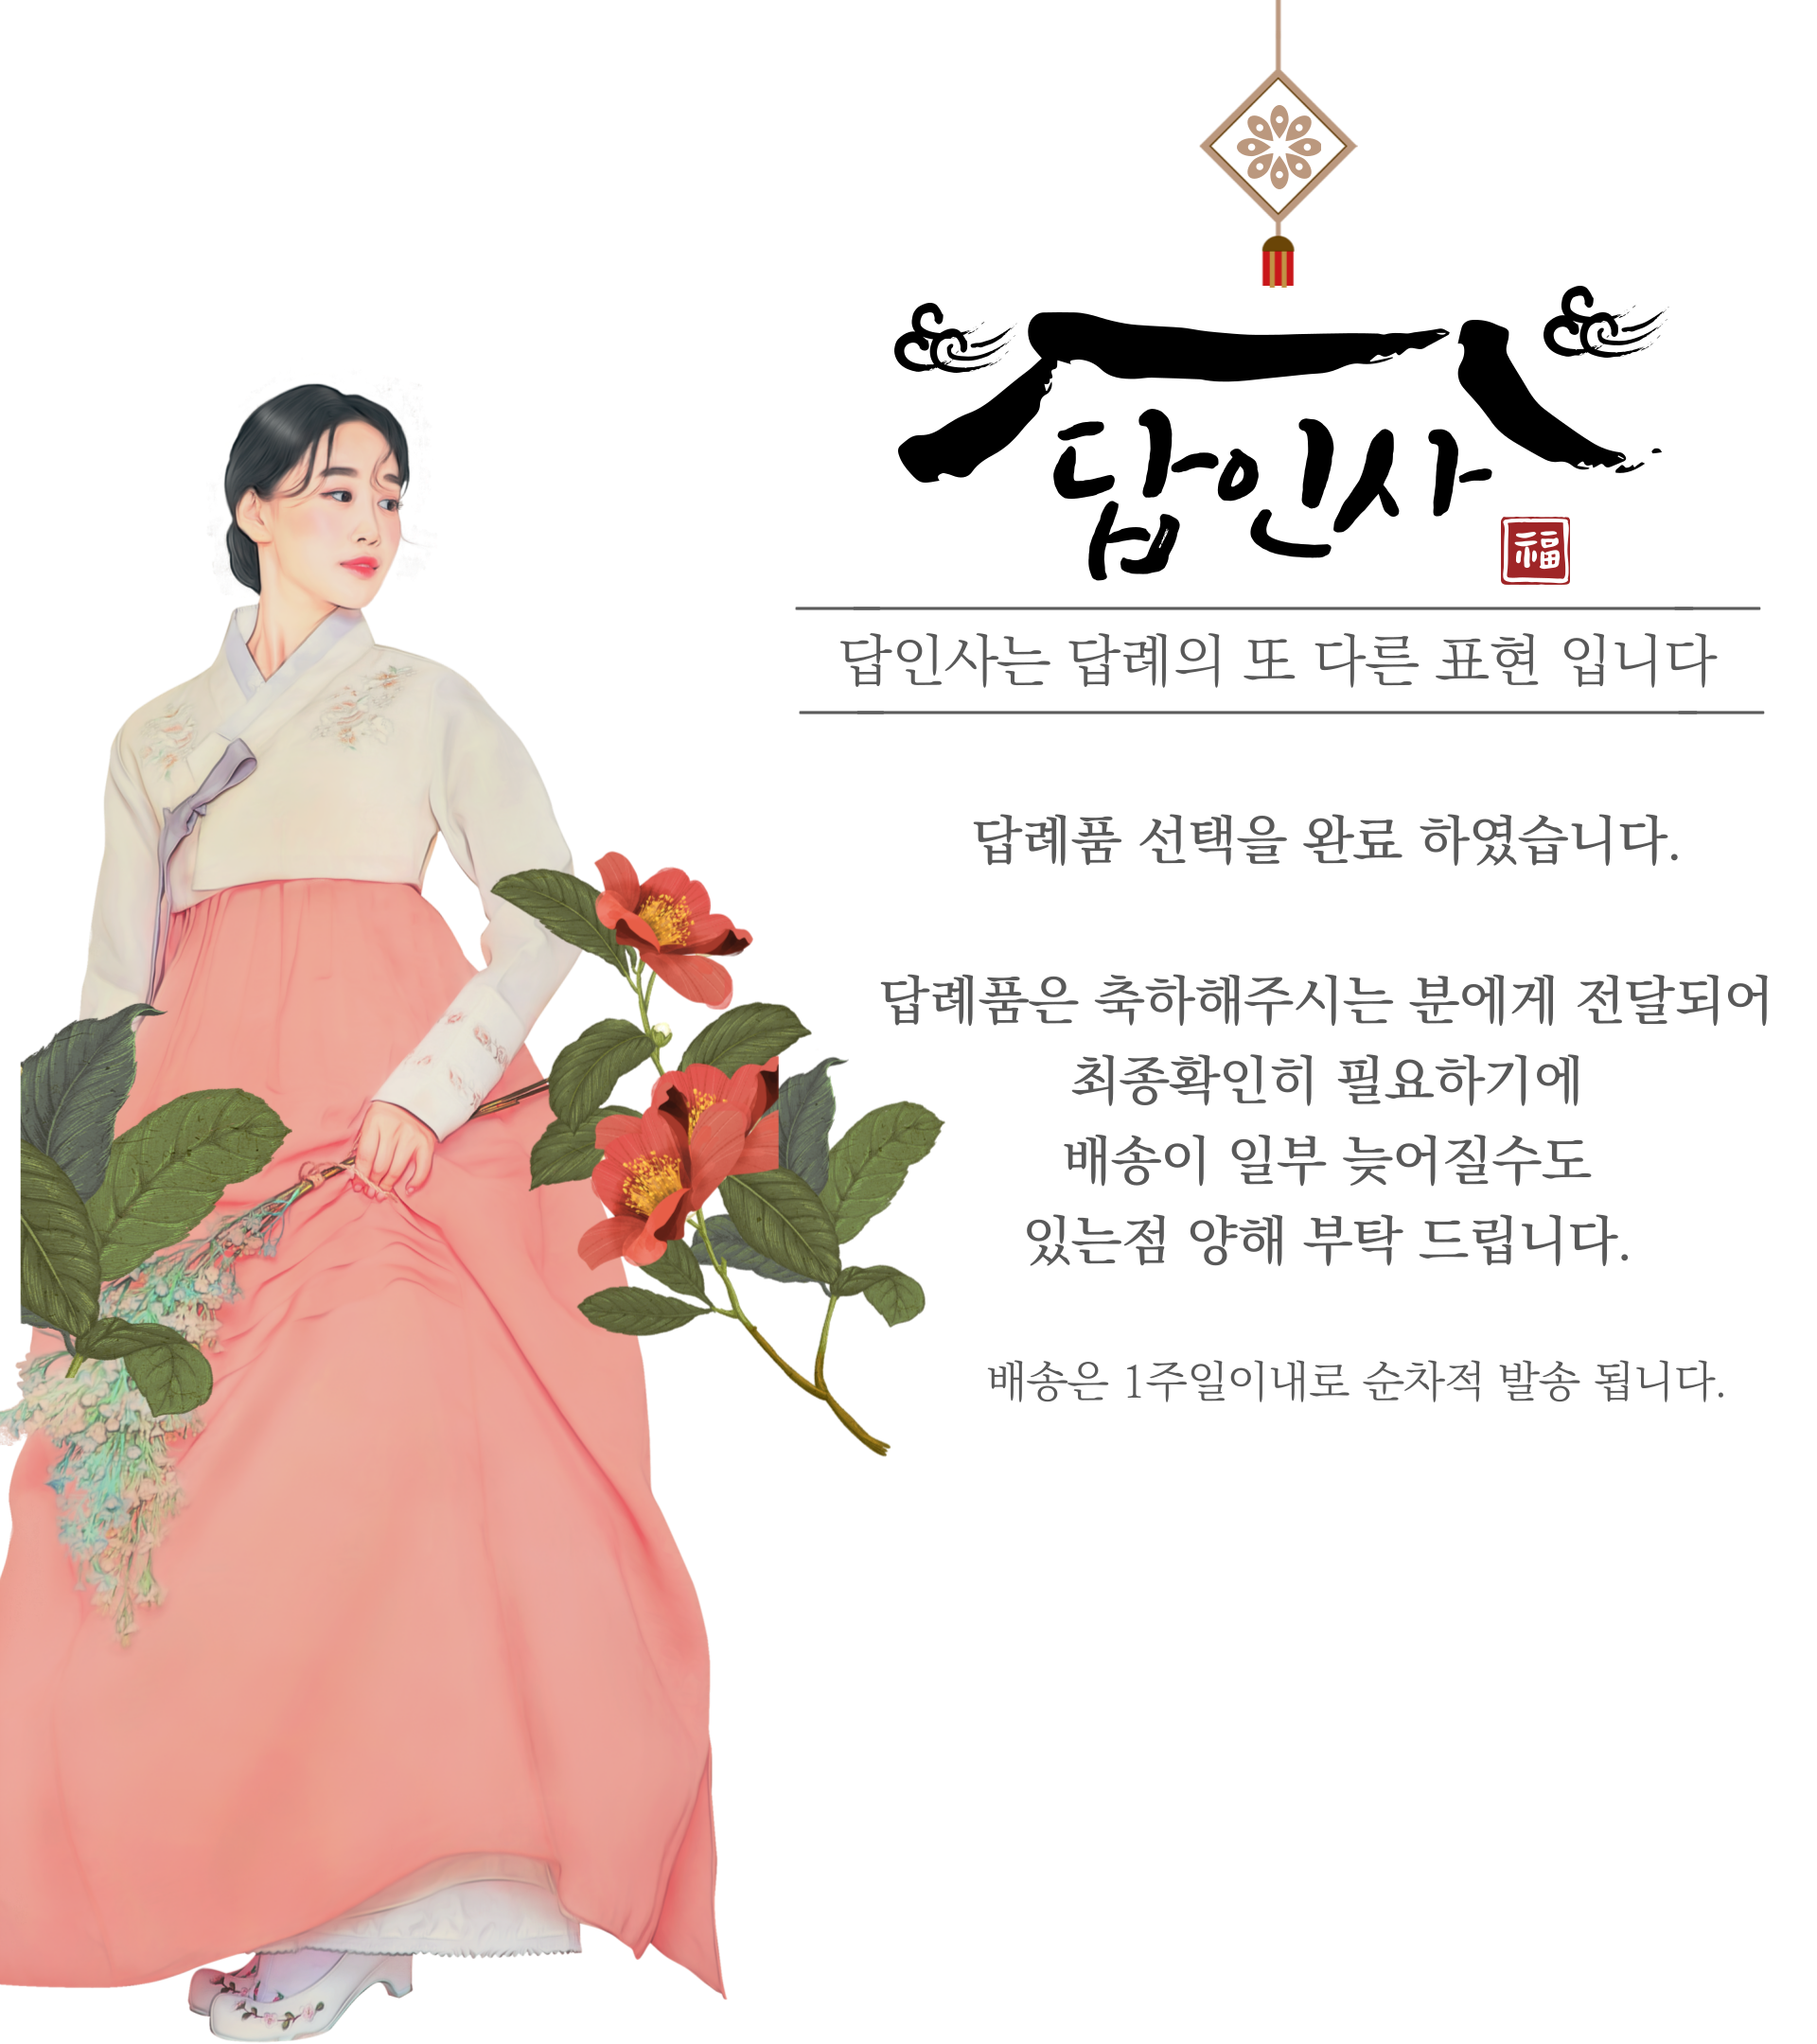 답인사
福
답인사는 답례의 또 다른 표현 입니다
답례품 선택을 완료 하였습니다.
답례품은 축하해주시는 분에게 전달되어
최종확인히 필요하기에
배송이 일부 늦어질수도
있는점 양해 부탁 드립니다.
배송은 1주일이내로 순차적 발송 됩니다.